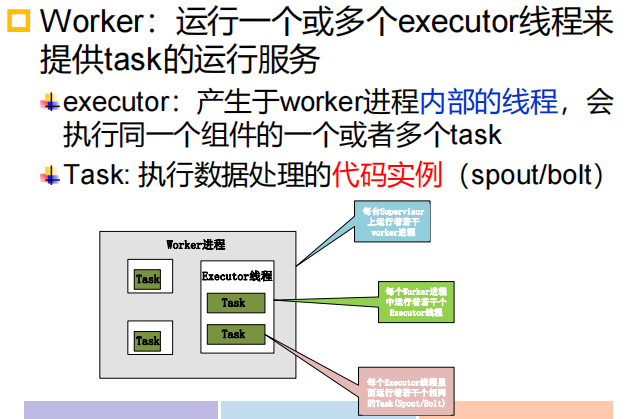 Worker：运行一个或多个executor线程来
提供task的运行服务
executor：产生于worker进程内部的线程，会
执行同一个组件的一个或者多个task
Task: 执行数据处理的代码实例（spout/bolt）
每台Supervisor
上运行着若干
worker进程
Worker进程
Task
Executor线程
Task
每个Worker进程
中运行着若干个
Executor线程
Task
Task
每个Executor线程里
面运行着若干个相同
的Task(Spout/Bolt)